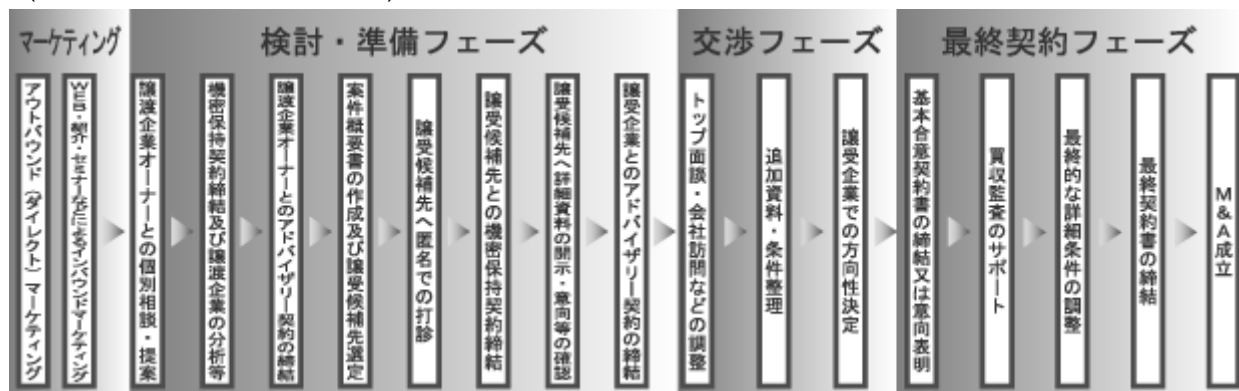 マーケティング
検討・準備フェーズ
交渉フェーズ
最終契約フェーズ
アウトバウンド（ダイレクト）マーケティング
WEB・紹介・セミナーなどによるインバウンドマーケティング
譲渡企業オーナーとの個別相談・提案
機密保持契約締結及び譲渡企業の分析等
譲渡企業オーナーとのアドバイザリー契約の締結
案件概要書の作成及び譲受候補先選定
譲受候補先へ匿名での打診
譲受候補先との機密保持契約締結
譲受候補先へ詳細資料の開示・意向等の確認
譲受企業とのアドバイザリー契約の締結
トップ面談・会社訪問などの調整
追加資料・条件整理
譲受企業での方向性決定
基本合意契約書の締結又は意向表明
買収監査のサポート
最終的な詳細条件の調整
最終契約書の締結
M&A成立